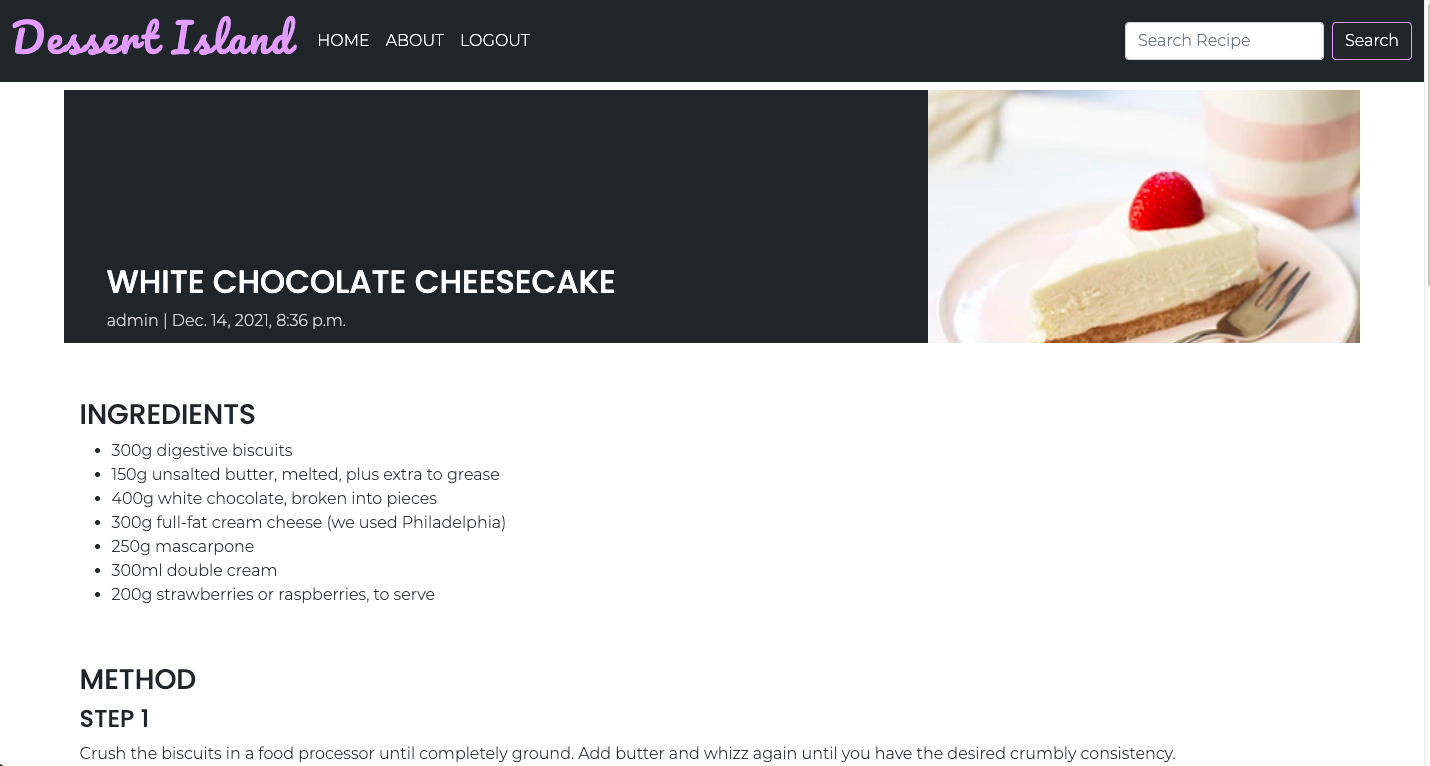 Dessert Island HOME ABOUT LOGOUT Search Recipe Search
WHITE CHOCOLATE CHEESECAKE
admin | Dec. 14, 2021, 8:36 p.m.
INGREDIENTS
• 300g digestive biscuits
• 150g unsalted butter, melted, plus extra to grease
• 400g white chocolate, broken into pieces
• 300g full-fat cream cheese (we used Philadelphia)
• 250g mascarpone
• 300ml double cream
• 200g strawberries or raspberries, to serve
METHOD
STEP 1
Crush the biscuits in a food processor until completely ground. Add butter and whizz again until you have the desired crumbly consistency.